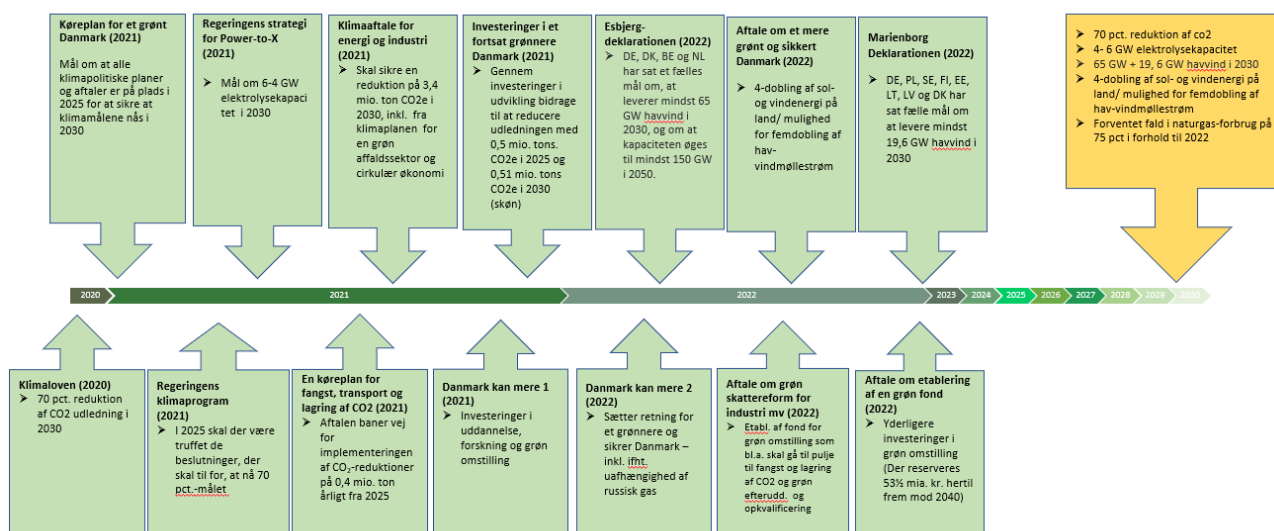 Køreplan for et grønt
Danmark (2021)
Mål om at alle
klimapolitiske planer
og aftaler er på plads i
2025 for at sikre at
klimamålene nås i
2030
Regeringens strategi
for Power-to-X
(2021)
➤ Mål om 6-4 GW
elektrolysekapaci
tet i 2030
Klimaaftale for
energi og industri
(2021)
➤ Skal sikre en
reduktion på 3,4
mio. ton CO2e i
2030, inkl. fra
klimaplanen for
en grøn
affaldssektor og
cirkulær økonomi
Investeringer i et
fortsat grønnere
Danmark (2021)
➤ Gennem
investeringer i
udvikling bidrage
til at reducere
udledningen med
0,5 mio. tons.
CO2e i 2025 og
0,51 mio. tons
CO2e i 2030
(skøn)
Esbjerg-
deklarationen (2022)
➤ DE, DK, BE og NL
har sat et fælles
mål om, at
leverer mindst 65
GW havvind i
2030, og om at
kapaciteten øges
til mindst 150 GW
i 2050.
Aftale om et mere
grønt og sikkert
Danmark (2022)
➤ 4-dobling af sol-
og vindenergi på
land/ mulighed
for femdobling af
hav-
vindmøllestrøm
Marienborg
Deklarationen (2022)
➤ DE, PL, SE, FI, EE,
LT, LV og DK har
sat fælle mål om
at levere mindst
19,6 GW havvind i
2030
➤ 70 pct. reduktion af co2
➤ 4- 6 GW elektrolysekapacitet
➤ 65 GW + 19, 6 GW havvind i 2030
➤ 4-dobling af sol- og vindenergi på
land/ mulighed for femdobling af
hav-vindmøllestrøm
➤ Forventet fald i naturgas-forbrug på
75 pct i forhold til 2022
2020 2021 2022 2023 2024 2025 2026 2027 2028 2029 2030
Klimaloven (2020)
➤ 70 pct. reduktion
af CO2 udledning i
2030
Regeringens
klimaprogram
(2021)
➤ I 2025 skal der være
truffet de
beslutninger, der
skal til for, at nå 70
pct.-målet
En køreplan for
fangst, transport og
lagring af CO2 (2021)
➤ Aftalen baner vej
for
implementeringen
af CO₂-reduktioner
på 0,4 mio. ton
årligt fra 2025
Danmark kan mere 1
(2021)
➤ Investeringer i
uddannelse,
forskning og grøn
omstilling
Danmark kan mere 2
(2022)
➤ Sætter retning for
et grønnere og
sikrer Danmark –
inkl. ifht.
uafhængighed af
russisk gas
Aftale om grøn
skattereform for
industri mv (2022)
➤ Etabl. af fond for
grøn omstilling som
bl.a. skal gå til pulje
til fangst og lagring
af CO2 og grøn
efterudd. og
opkvalificering
Aftale om etablering
af en grøn fond
(2022)
➤ Yderligere
investeringer i
grøn omstilling
(Der reserveres
53½ mia. kr. hertil
frem mod 2040)